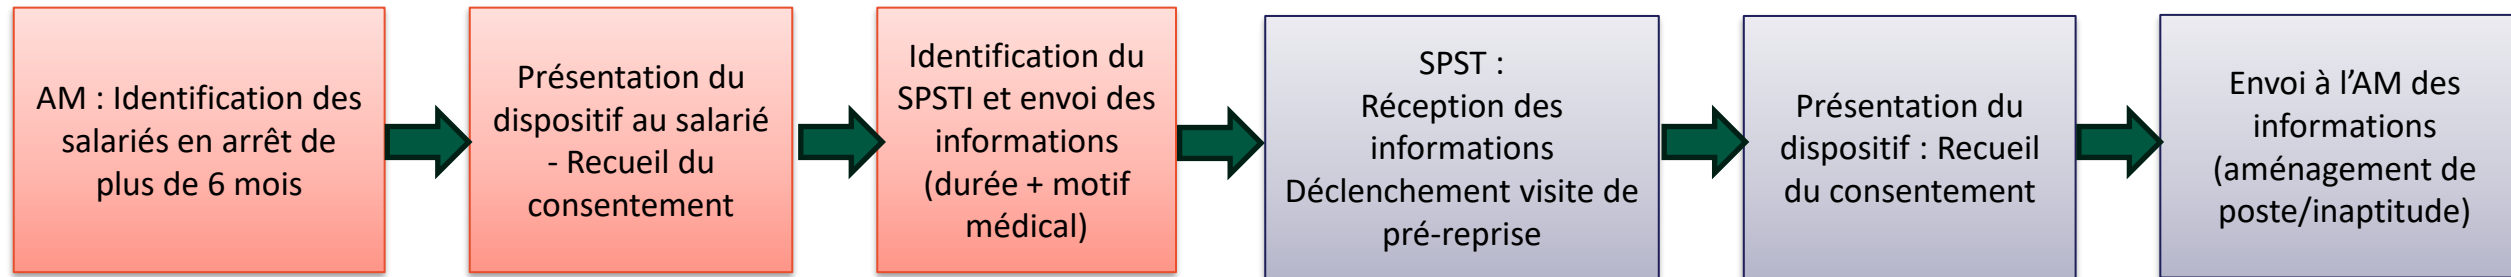 AM : Identification des
salariés en arrêt de
plus de 6 mois
Présentation du
dispositif au salarié
- Recueil du
consentement
Identification du
SPSTI et envoi des
informations
(durée + motif
médical)
SPST :
Réception des
informations
Déclenchement visite de
pré-reprise
Présentation du
dispositif : Recueil
du consentement
Envoi à l’AM des
informations
(aménagement de
poste/inaptitude)